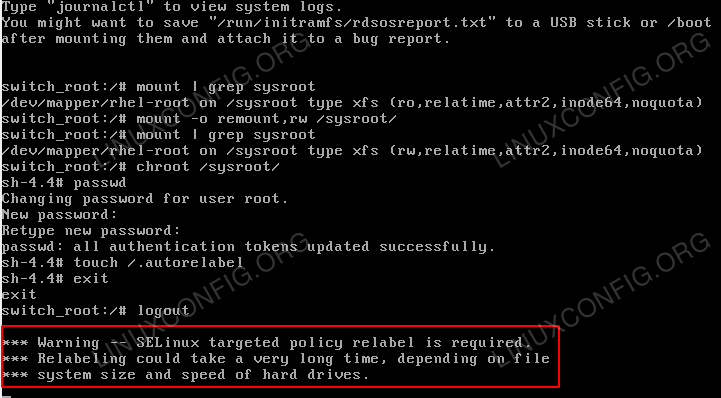 Type "journalctl" to view system logs.
You might want to save "/run/initramfs/rdsosreport.txt" to a USB stick or /boot
after mounting them and attach it to a bug report.
switch_root:/# mount | grep sysroot
/dev/mapper/rhel-root on /sysroot type xfs (ro,relatime,attr2,inode64,noquota)
switch_root:/# mount -o remount,rw /sysroot/
switch_root:/# mount | grep sysroot
/dev/mapper/rhel-root on /sysroot type xfs (rw,relatime,attr2,inode64,noquota)
switch_root:/# chroot /sysroot/
sh-4.4# passwd
Changing password for user root.
New password:
Retype new password:
passwd: all authentication tokens updated successfully.
sh-4.4# touch /.autorelabel
sh-4.4# exit
exit
switch_root:/# logout
*** Warning -- SELinux targeted policy relabel is required.
*** Relabeling could take a very long time, depending on file
*** system size and speed of hard drives.
LINUXCONFIG.ORG
LINUXCONFIG.ORG
LINUXCONFIG.ORG
LINUXCONFIG.ORG